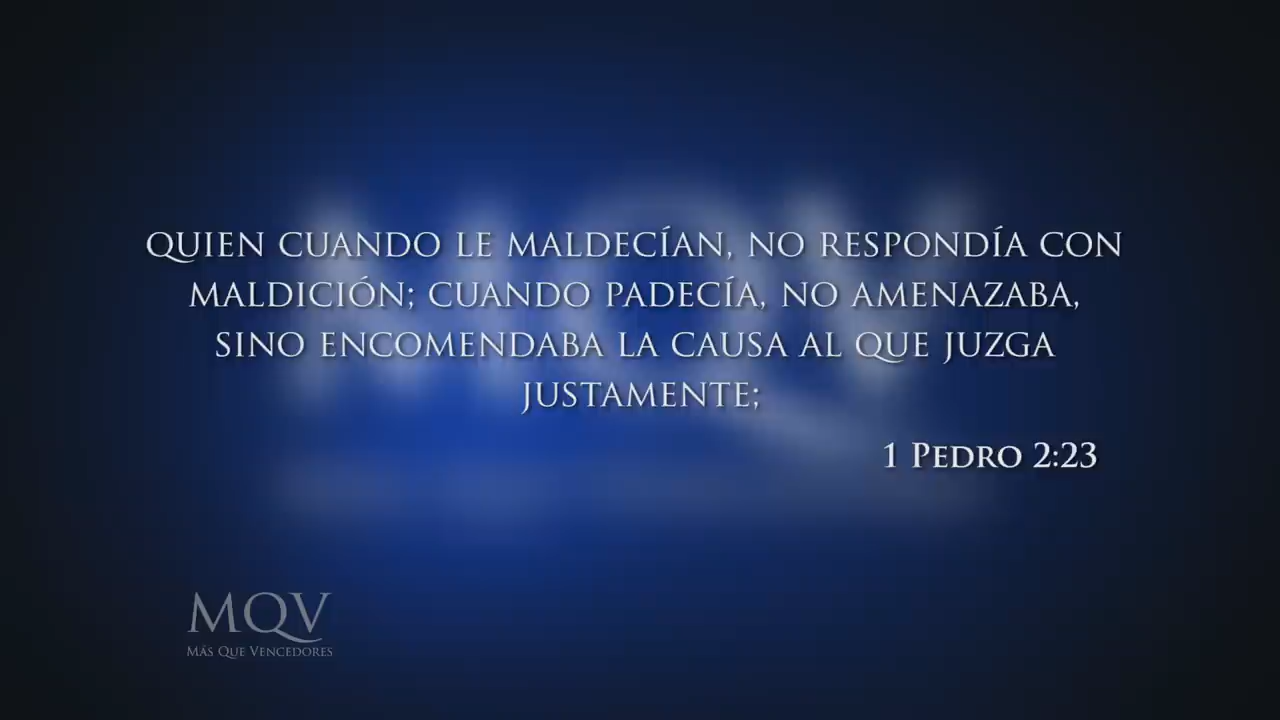 QUIEN CUANDO LE MALDECÍAN, NO RESPONDÍA CON
MALDICIÓN; CUANDO PADECÍA, NO AMENAZABA,
SINO ENCOMENDABA LA CAUSA AL QUE JUZGA
JUSTAMENTE;
1 PEDRO 2:23
MQV
MÁS QUE VENCEDORES